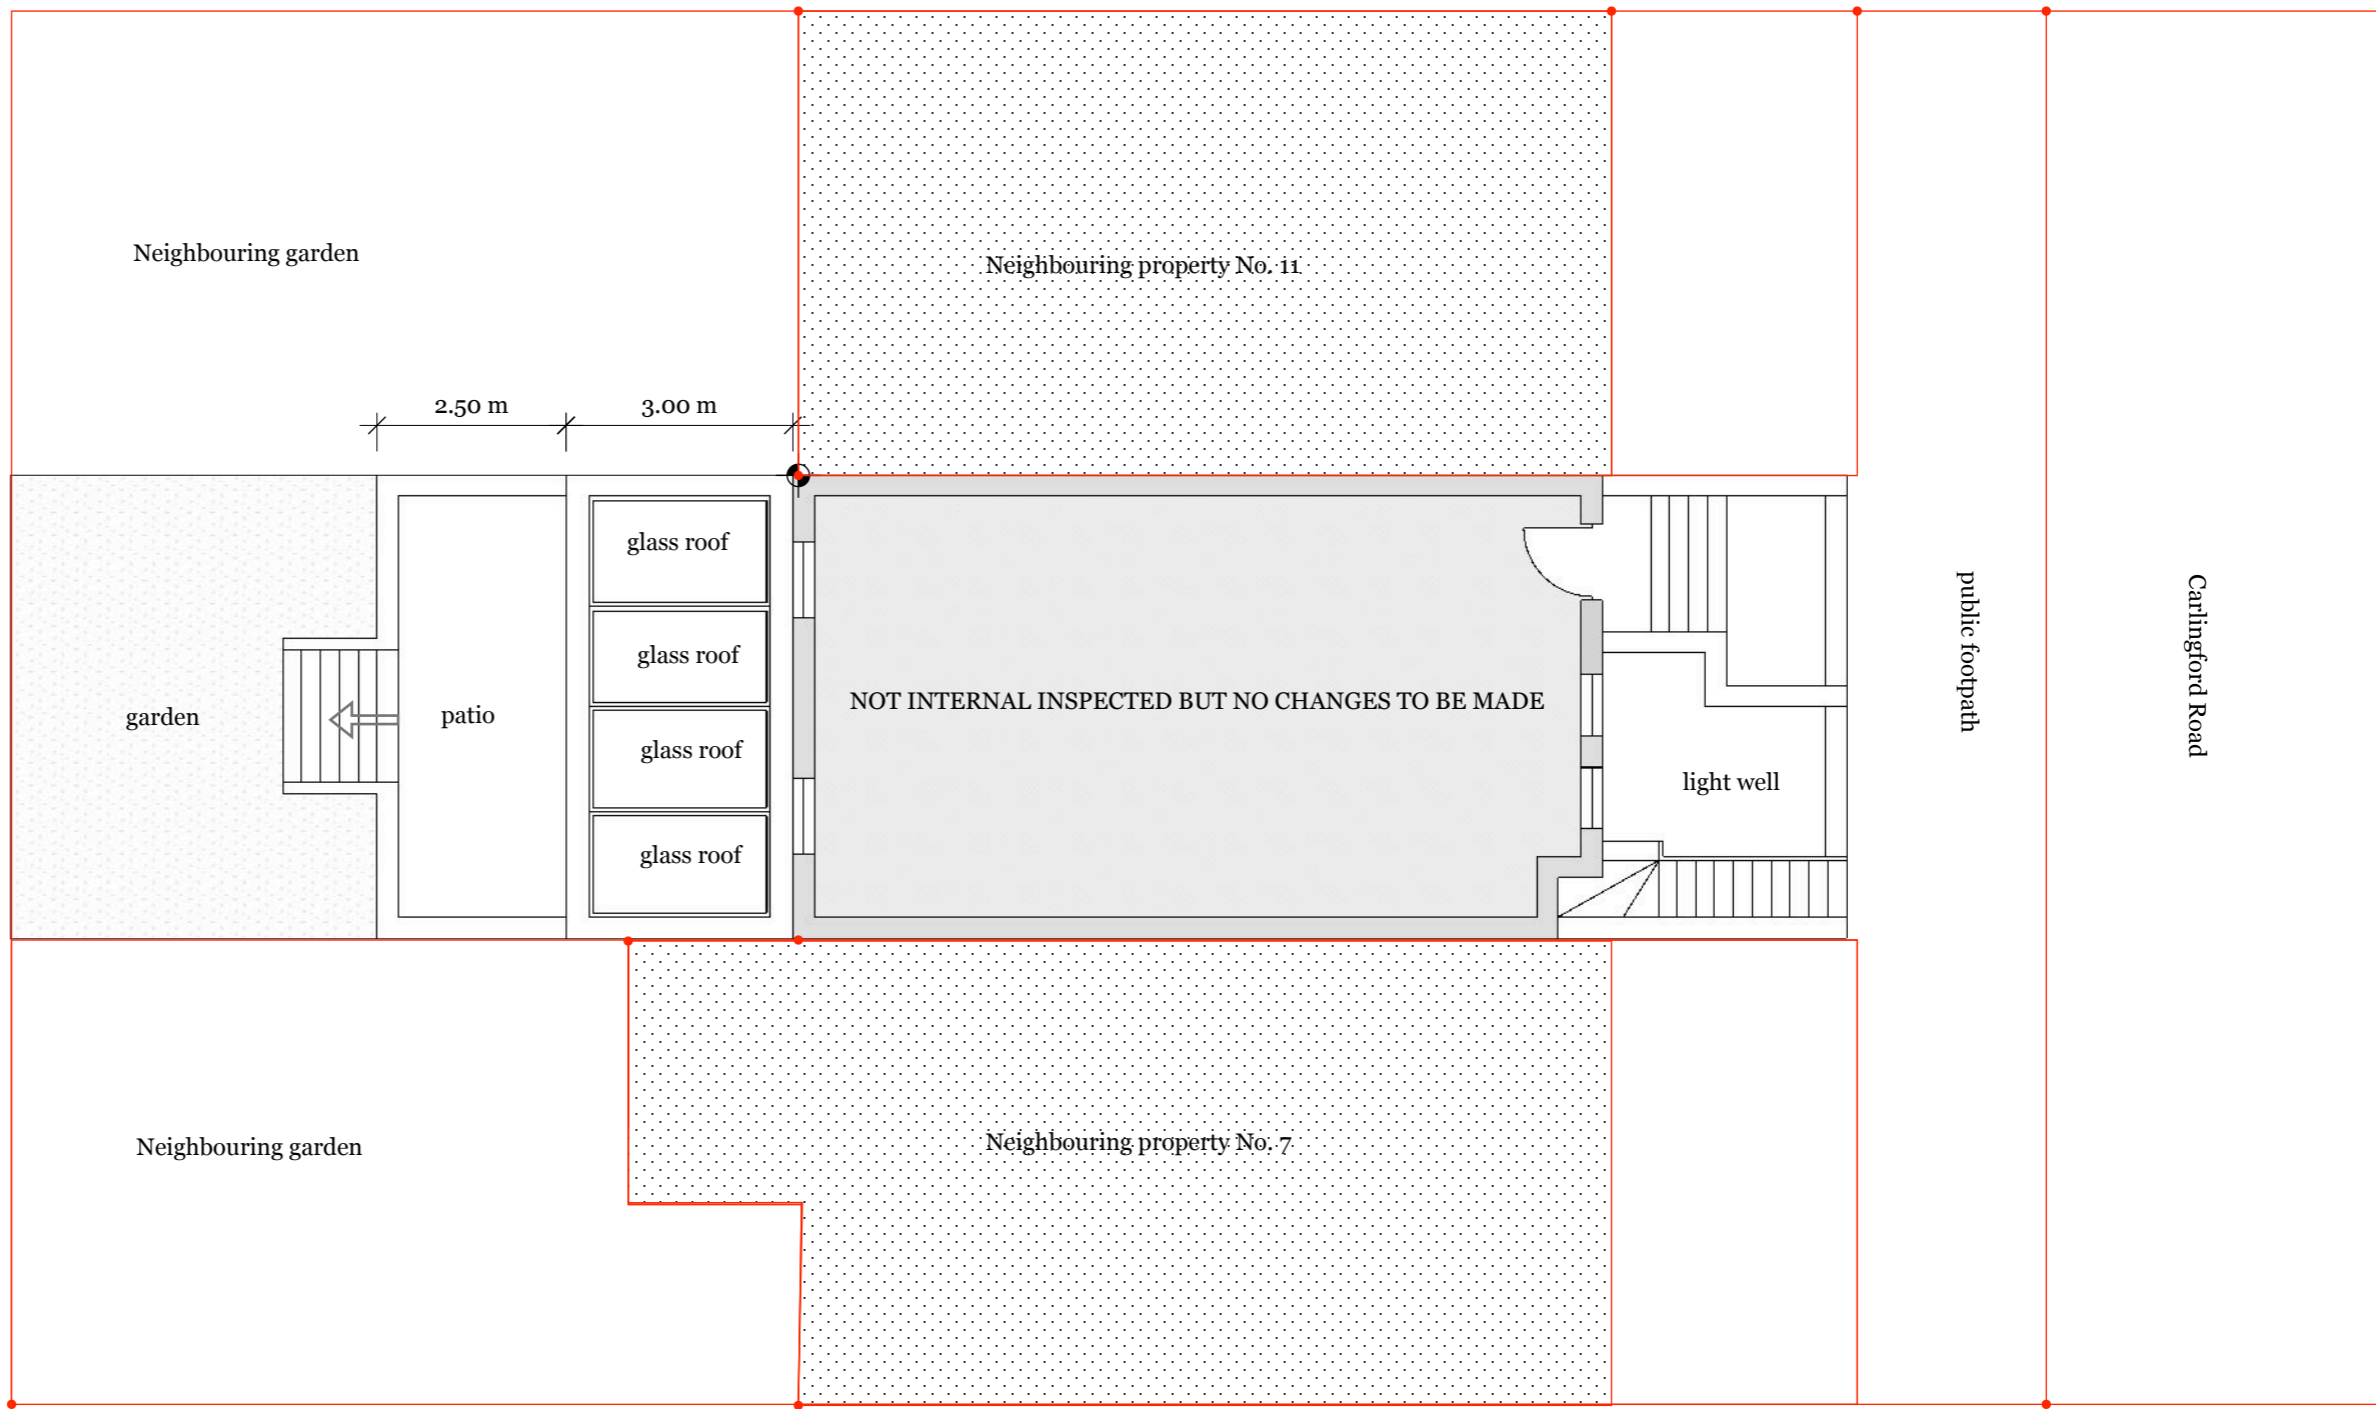 Neighbouring garden
Neighbouring property No. 11
2.50 m
3.00 m
glass roof
glass roof
glass roof
glass roof
garden
patio
NOT INTERNAL INSPECTED BUT NO CHANGES TO BE MADE
light well
public footpath
Carlingford Road
Neighbouring garden
Neighbouring property No. 7